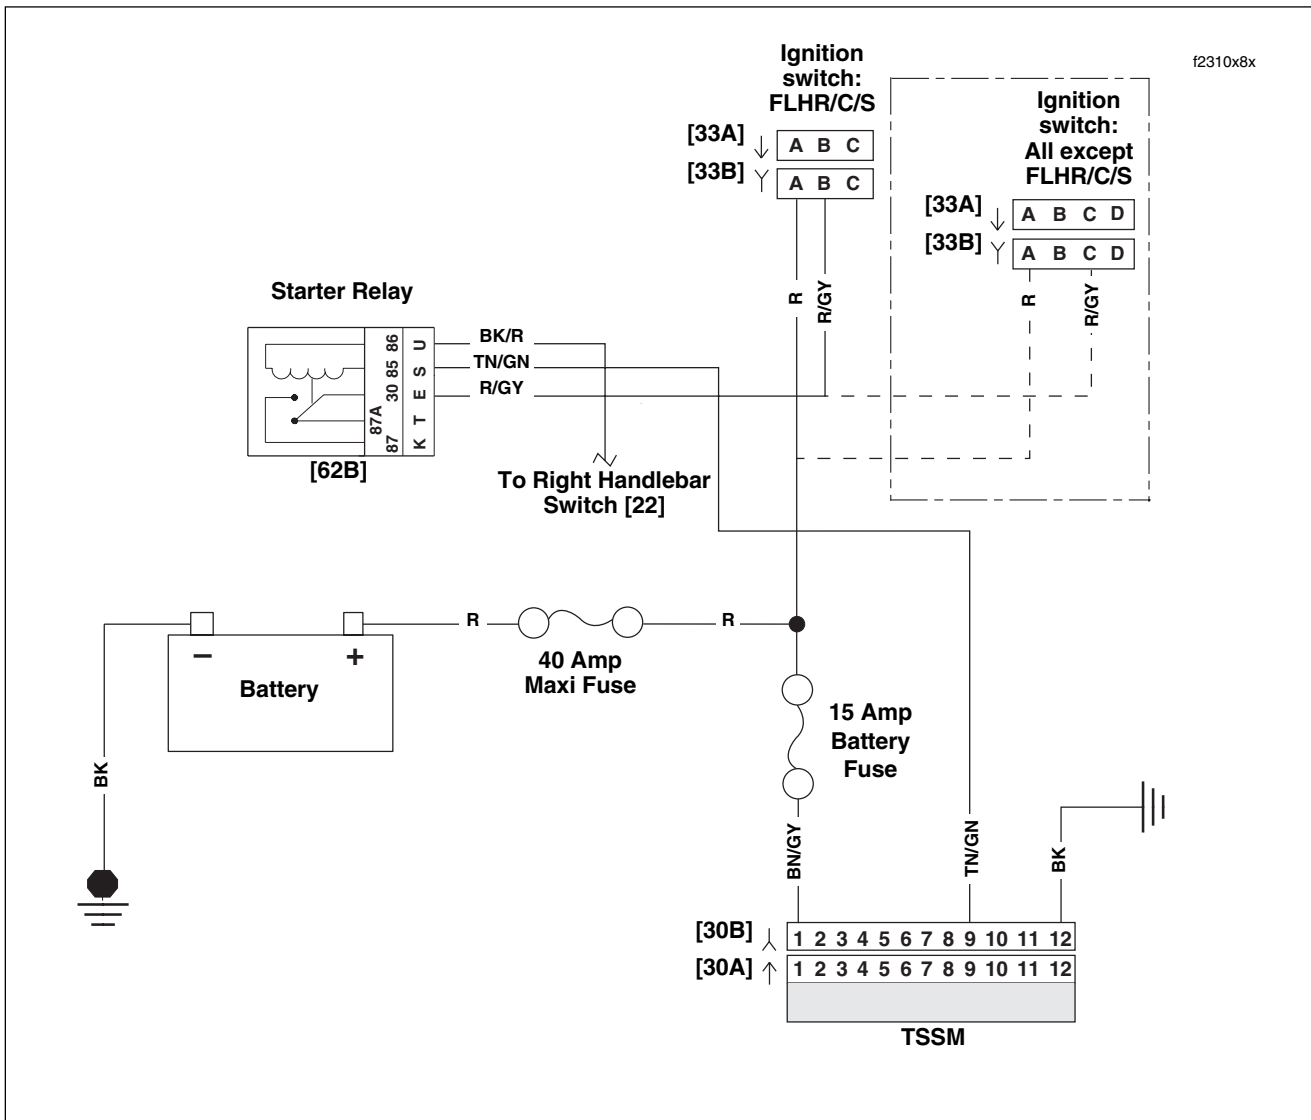 f2310x8x
Ignition
switch:
FLHR/C/S
[33A]
A B C
[33B]
A B C
R
R/GY
Ignition
switch:
All except
FLHR/C/S
[33A]
A B C D
[33B]
A B C D
R
R/GY
Starter Relay
86 U
85 S
30 E
87A T
87 K
[62B]
BK/R
TN/GN
R/GY
To Right Handlebar
Switch [22]
Battery
– +
R
40 Amp
Maxi Fuse
R
15 Amp
Battery
Fuse
BK
BN/GY
TN/GN
BK
[30B]
1 2 3 4 5 6 7 8 9 10 11 12
[30A]
1 2 3 4 5 6 7 8 9 10 11 12
TSSM